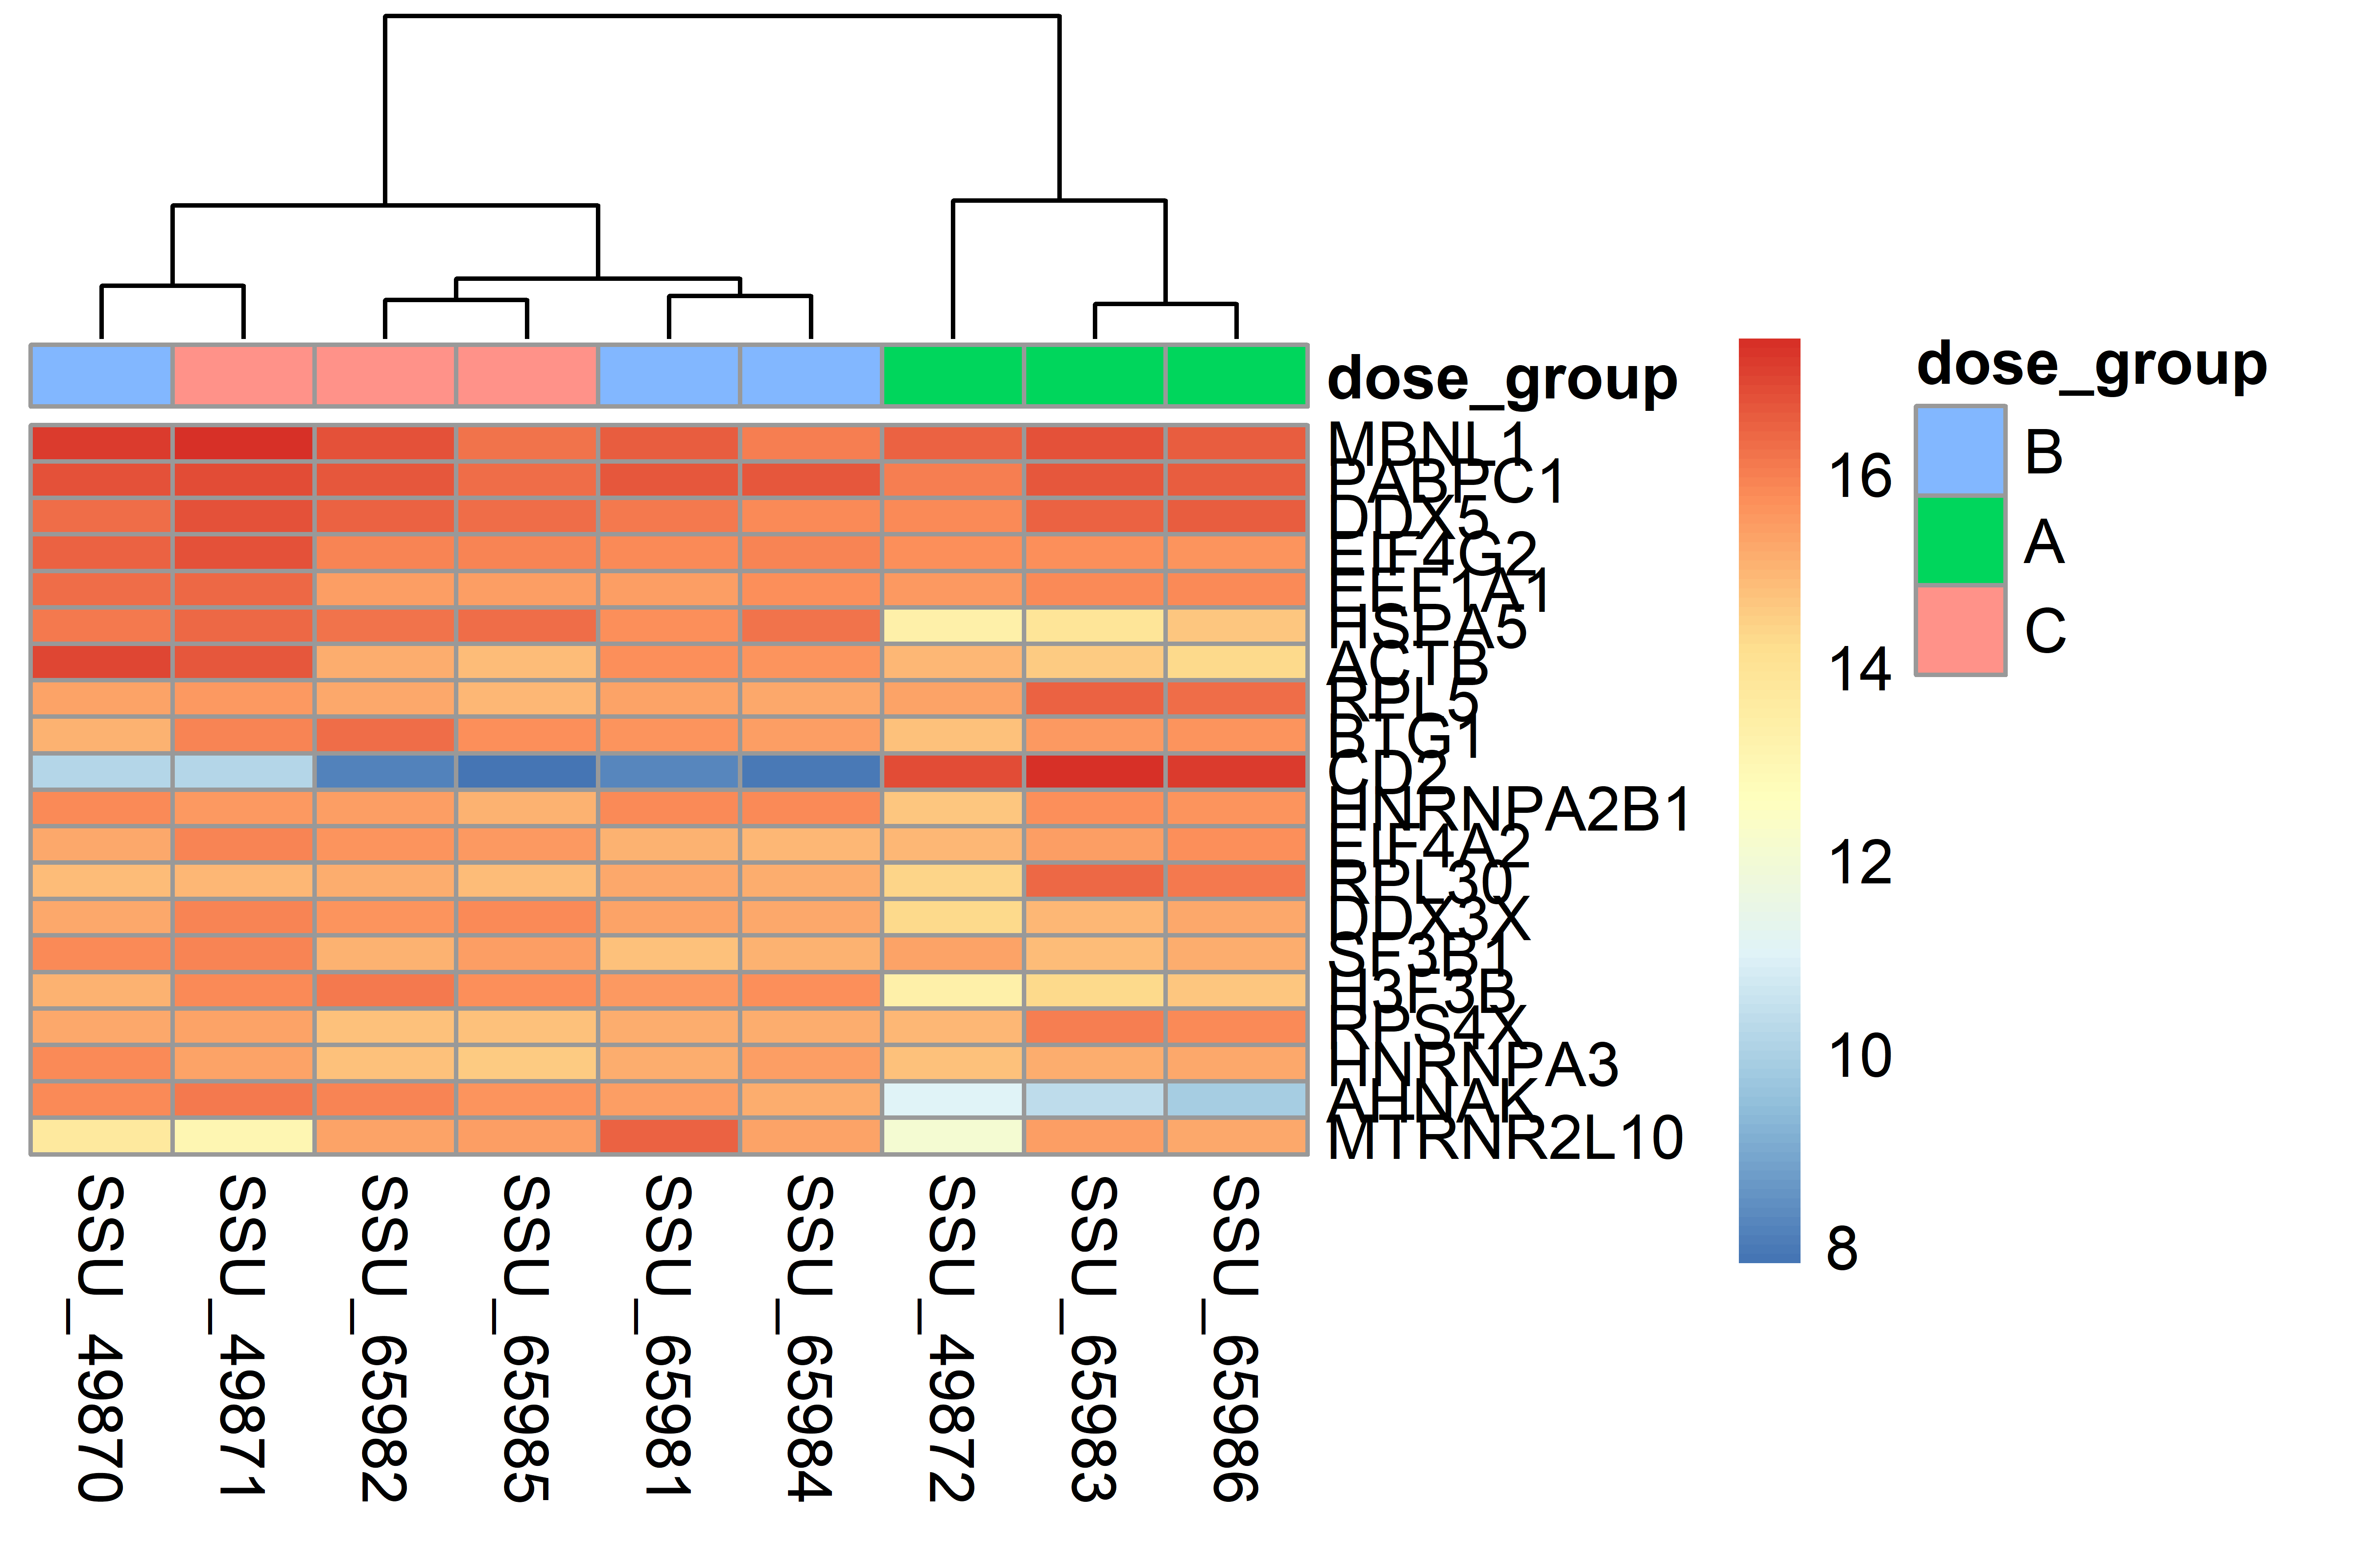 dose_group
MBNL1
PABPC1
DDX5
EIF4G2
EEF1A1
HSPA5
ACTB
RPL5
BTG1
CD2
HNRNPA2B1
EIF4A2
RPL30
DDX3X
SF3B1
H3F3B
RPS4X
HNRNPA3
AHNAK
MTRNR2L10
SSU_49870
SSU_49871
SSU_65982
SSU_65985
SSU_65981
SSU_65984
SSU_49872
SSU_65983
SSU_65986
16
14
12
10
8
dose_group
B
A
C